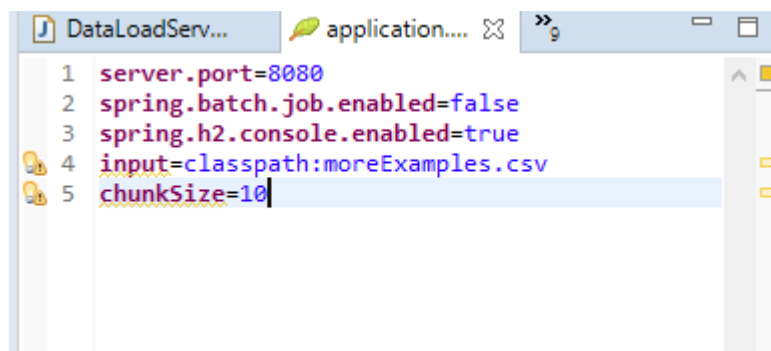 DataLoadServ... application.... »9
1 server.port=8080
2 spring.batch.job.enabled=false
3 spring.h2.console.enabled=true
4 input=classpath:moreExamples.csv
5 chunkSize=10